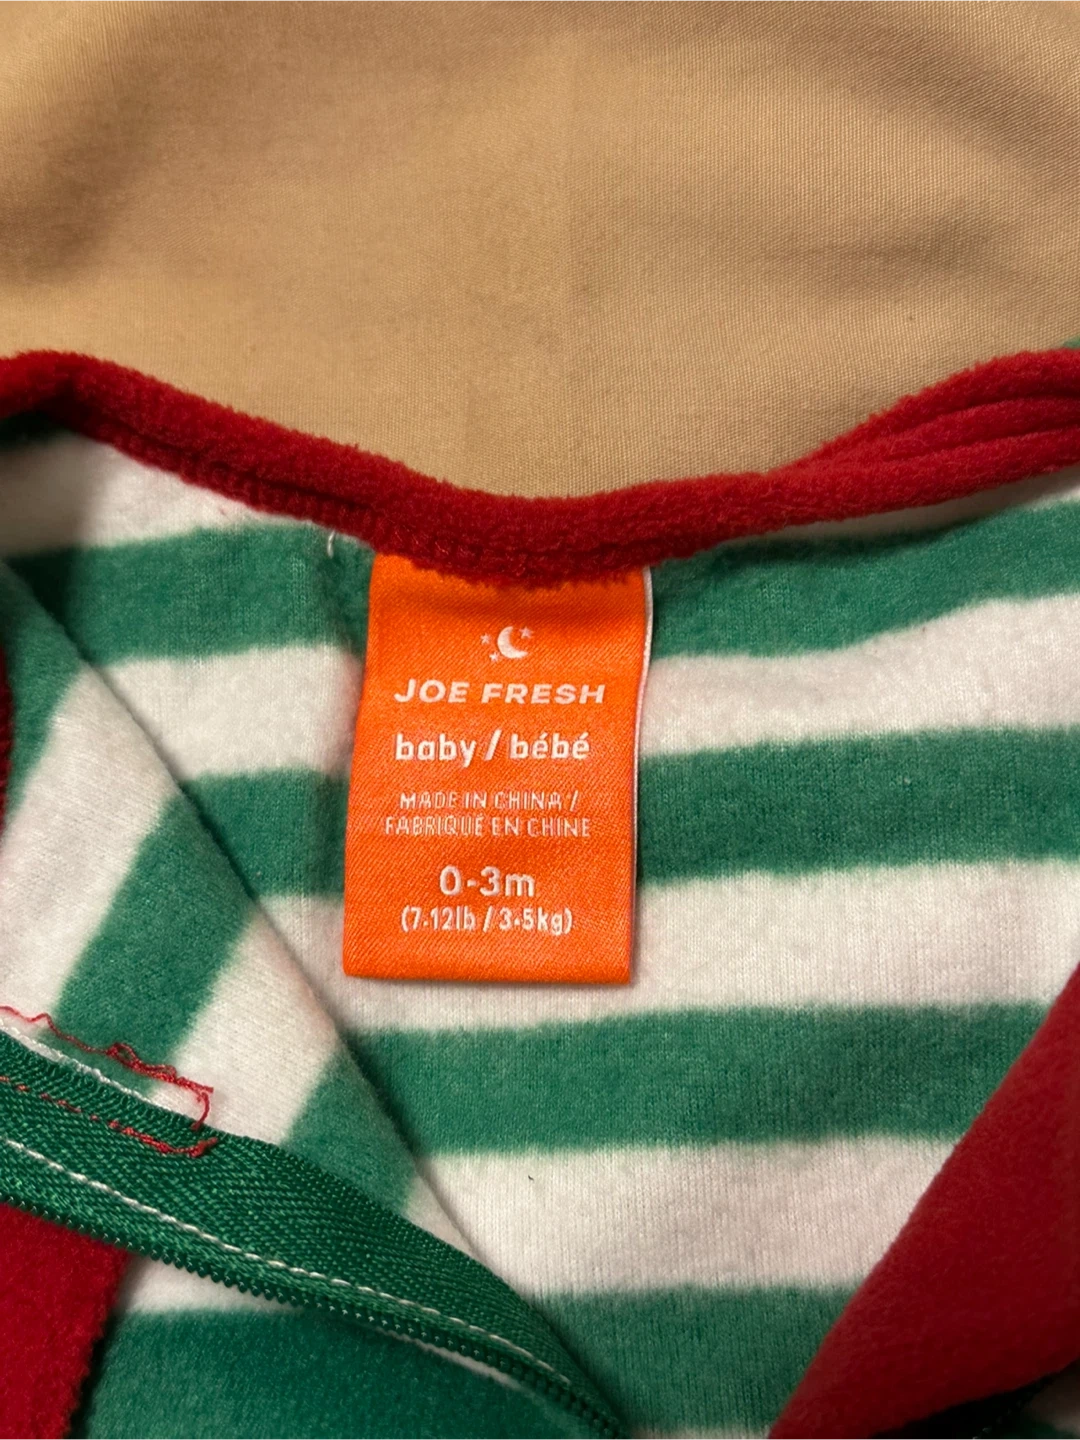 JOE FRESH
baby / bébé
MADE IN CHINA /
FABRIQUÉ EN CHINE
0-3m
(7-12lb / 3-5kg)